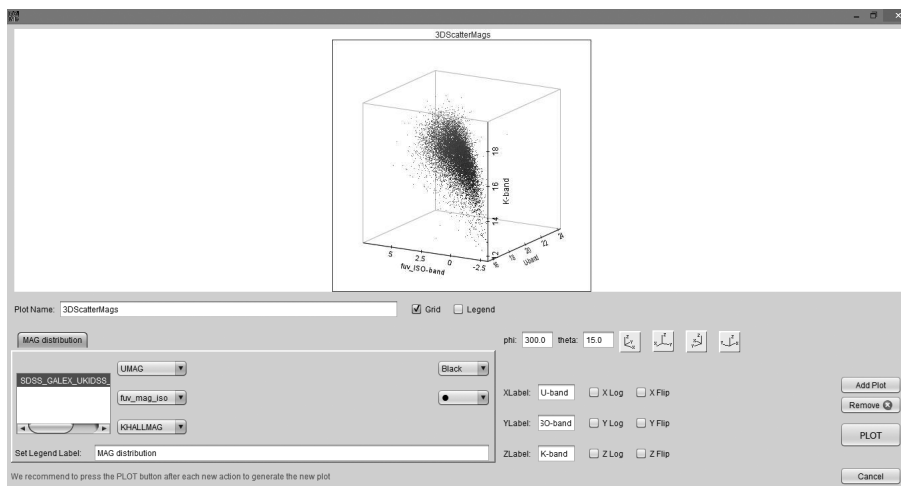 3DScatterMags
18
16
14
12
K-band
5
2.5
0
-2.5
fuv_ISO-band
18
20
22
24
U-band
Plot Name: 3DScatterMags
Grid
Legend
MAG distribution
phi: 300.0 theta: 15.0
SDSS_GALEX_UKIDSS_
UMAG
Black
fuv_mag_iso
KHALLMAG
XLabel: U-band X Log X Flip
YLabel: SO-band Y Log Y Flip
ZLabel: K-band Z Log Z Flip
Add Plot
Remove
PLOT
Set Legend Label: MAG distribution
We recommend to press the PLOT button after each new action to generate the new plot
Cancel